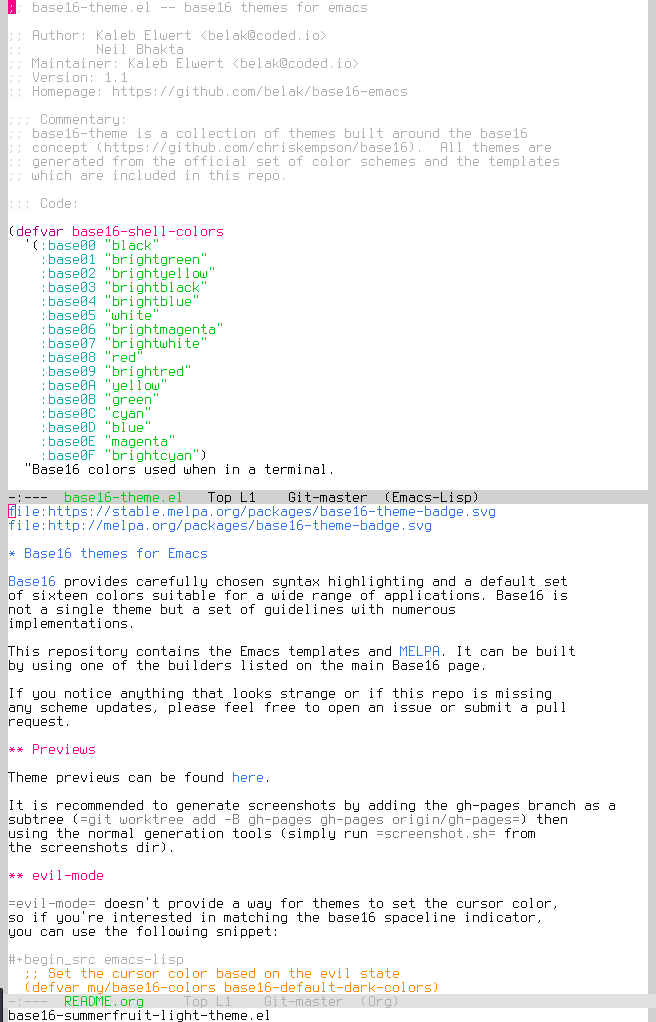 ;; base16-theme.el -- base16 themes for emacs
;; Author: Kaleb Elwert <belak@coded.io>
;;         Neil Bhakta
;; Maintainer: Kaleb Elwert <belak@coded.io>
;; Version: 1.1
;; Homepage: https://github.com/belak/base16-emacs
;;; Commentary:
;; base16-theme is a collection of themes built around the base16
;; concept (https://github.com/chriskempson/base16).  All themes are
;; generated from the official set of color schemes and the templates
;; which are included in this repo.
;;; Code:
(defvar base16-shell-colors
  '(:base00 "black"
    :base01 "brightgreen"
    :base02 "brightyellow"
    :base03 "brightblack"
    :base04 "brightblue"
    :base05 "white"
    :base06 "brightmagenta"
    :base07 "brightwhite"
    :base08 "red"
    :base09 "brightred"
    :base0A "yellow"
    :base0B "green"
    :base0C "cyan"
    :base0D "blue"
    :base0E "magenta"
    :base0F "brightcyan")
  "Base16 colors used when in a terminal.
-:---  base16-theme.el   Top L1    Git-master  (Emacs-Lisp)
file:https://stable.melpa.org/packages/base16-theme-badge.svg
file:http://melpa.org/packages/base16-theme-badge.svg
* Base16 themes for Emacs
Base16 provides carefully chosen syntax highlighting and a default set
of sixteen colors suitable for a wide range of applications. Base16 is
not a single theme but a set of guidelines with numerous
implementations.
This repository contains the Emacs templates and MELPA. It can be built
by using one of the builders listed on the main Base16 page.
If you notice anything that looks strange or if this repo is missing
any scheme updates, please feel free to open an issue or submit a pull
request.
** Previews
Theme previews can be found here.
It is recommended to generate screenshots by adding the gh-pages branch as a
subtree (=git worktree add -B gh-pages gh-pages origin/gh-pages=) then
using the normal generation tools (simply run =screenshot.sh= from
the screenshots dir).
** evil-mode
=evil-mode= doesn't provide a way for themes to set the cursor color,
so if you're interested in matching the base16 spaceline indicator,
you can use the following snippet:
#+begin_src emacs-lisp
  ;; Set the cursor color based on the evil state
  (defvar my/base16-colors base16-default-dark-colors)
-:---  README.org     Top L1    Git-master  (Org)
base16-summerfruit-light-theme.el